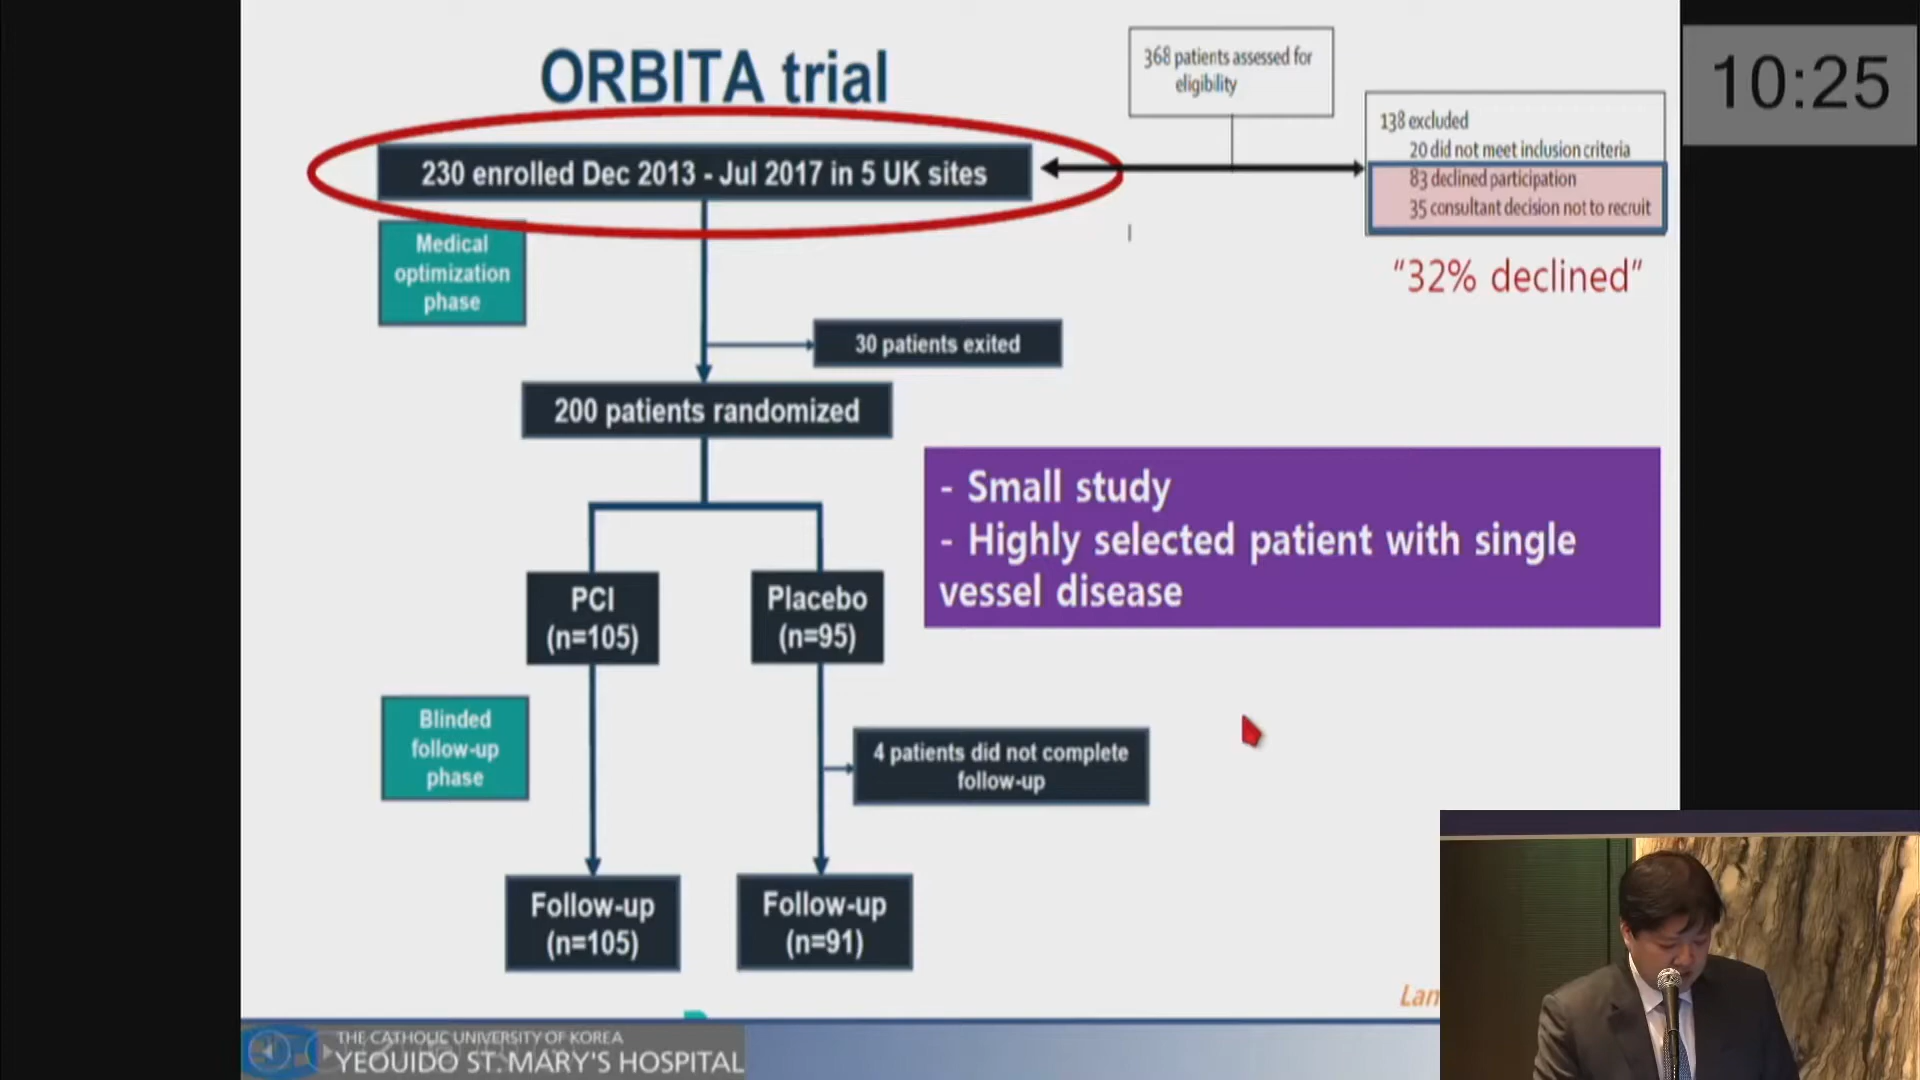 ORBITA trial
368 patients assessed for
eligibility
10:25
138 excluded
20 did not meet inclusion criteria
83 declined participation
35 consultant decision not to recruit
230 enrolled Dec 2013 - Jul 2017 in 5 UK sites
"32% declined"
Medical
optimization
phase
30 patients exited
200 patients randomized
- Small study
- Highly selected patient with single
vessel disease
PCI
(n=105)
Placebo
(n=95)
Blinded
follow-up
phase
4 patients did not complete
follow-up
Follow-up
(n=105)
Follow-up
(n=91)
THE CATHOLIC UNIVERSITY OF KOREA
YEOUIDO ST. MARY'S HOSPITAL